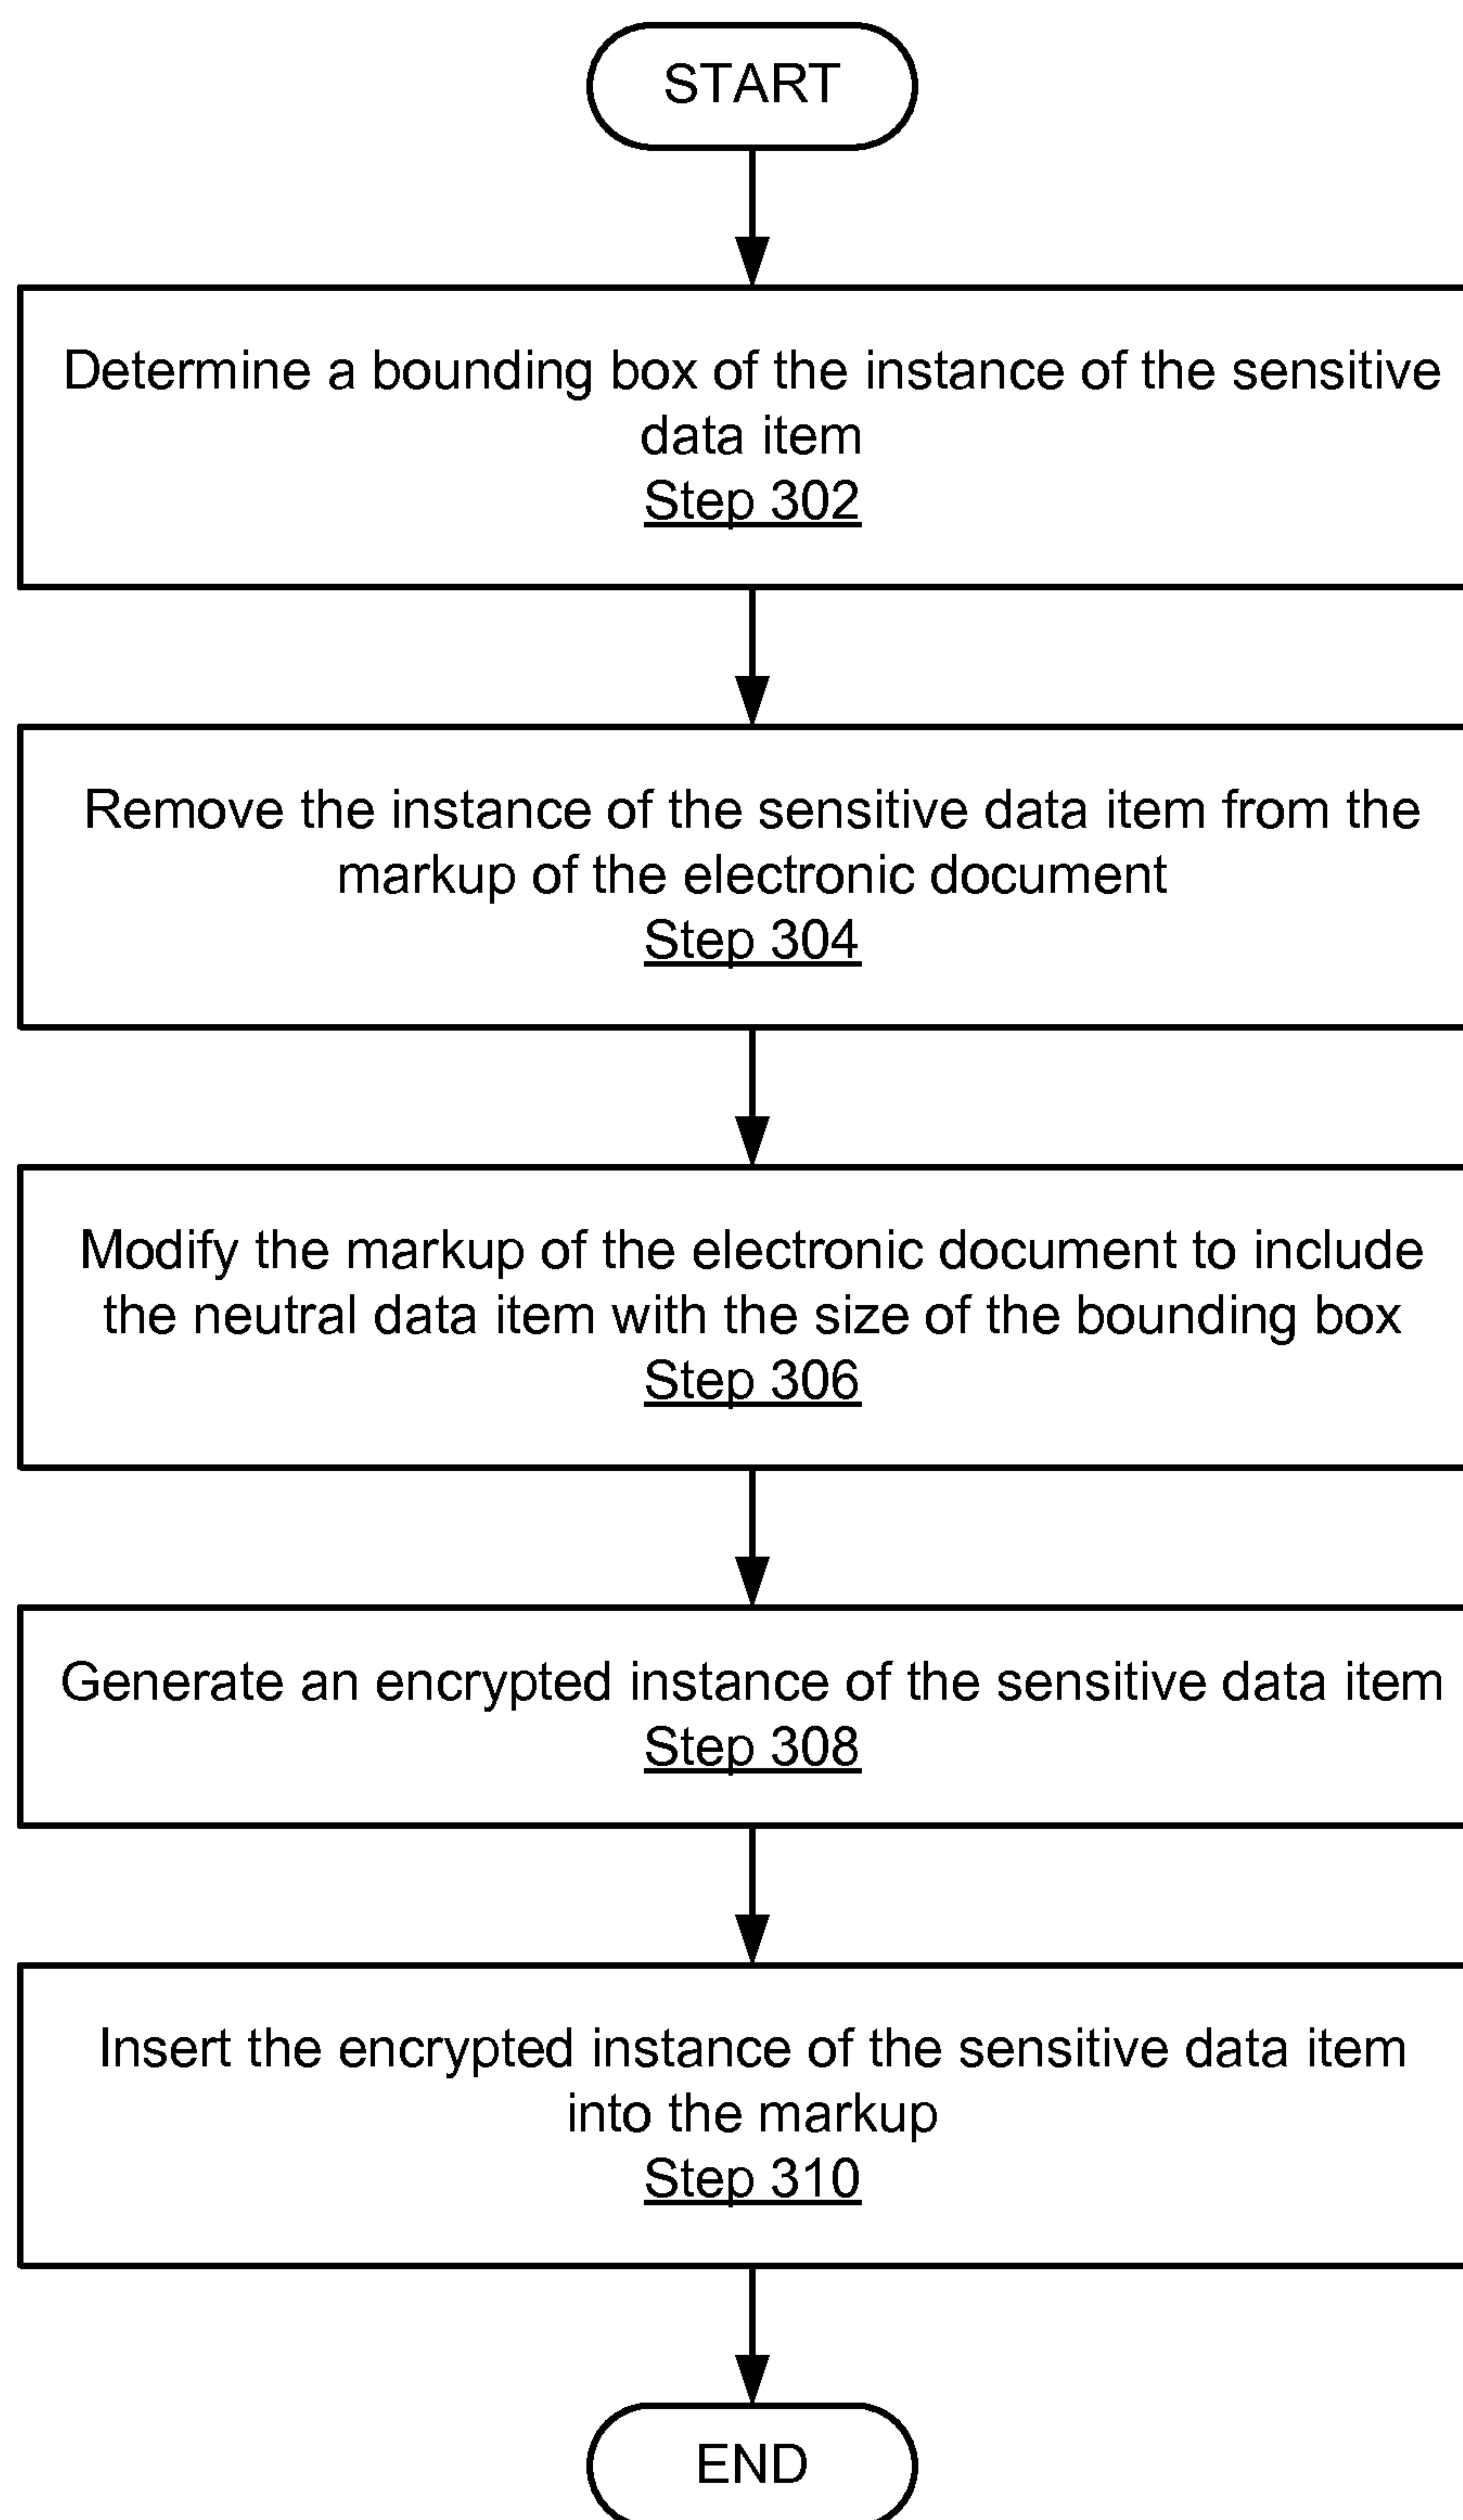 START
Determine a bounding box of the instance of the sensitive
data item
Step 302
Remove the instance of the sensitive data item from the
markup of the electronic document
Step 304
Modify the markup of the electronic document to include
the neutral data item with the size of the bounding box
Step 306
Generate an encrypted instance of the sensitive data item
Step 308
Insert the encrypted instance of the sensitive data item
into the markup
Step 310
END